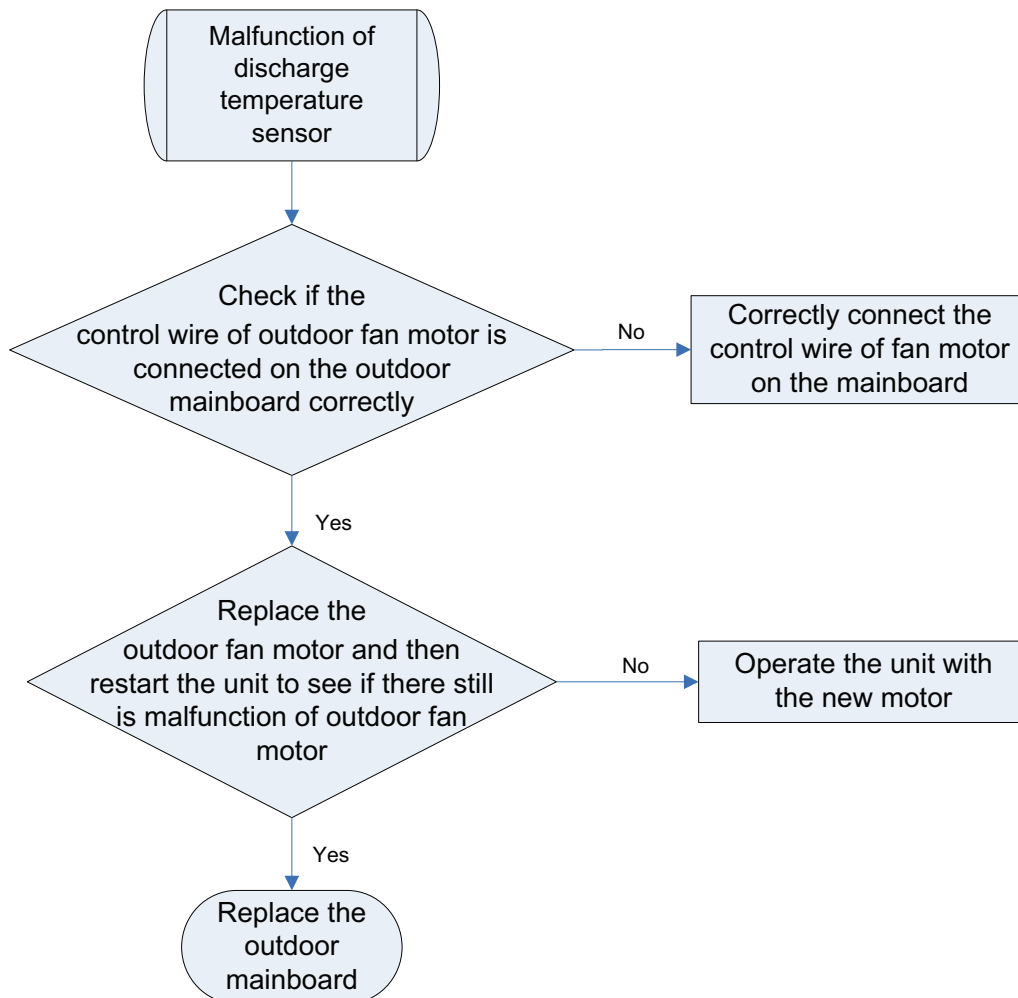 Malfunction of
discharge
temperature
sensor
Check if the
control wire of outdoor fan motor is
connected on the outdoor
mainboard correctly
No
Correctly connect the
control wire of fan motor
on the mainboard
Yes
Replace the
outdoor fan motor and then
restart the unit to see if there still
is malfunction of outdoor fan
motor
No
Operate the unit with
the new motor
Yes
Replace the
outdoor
mainboard